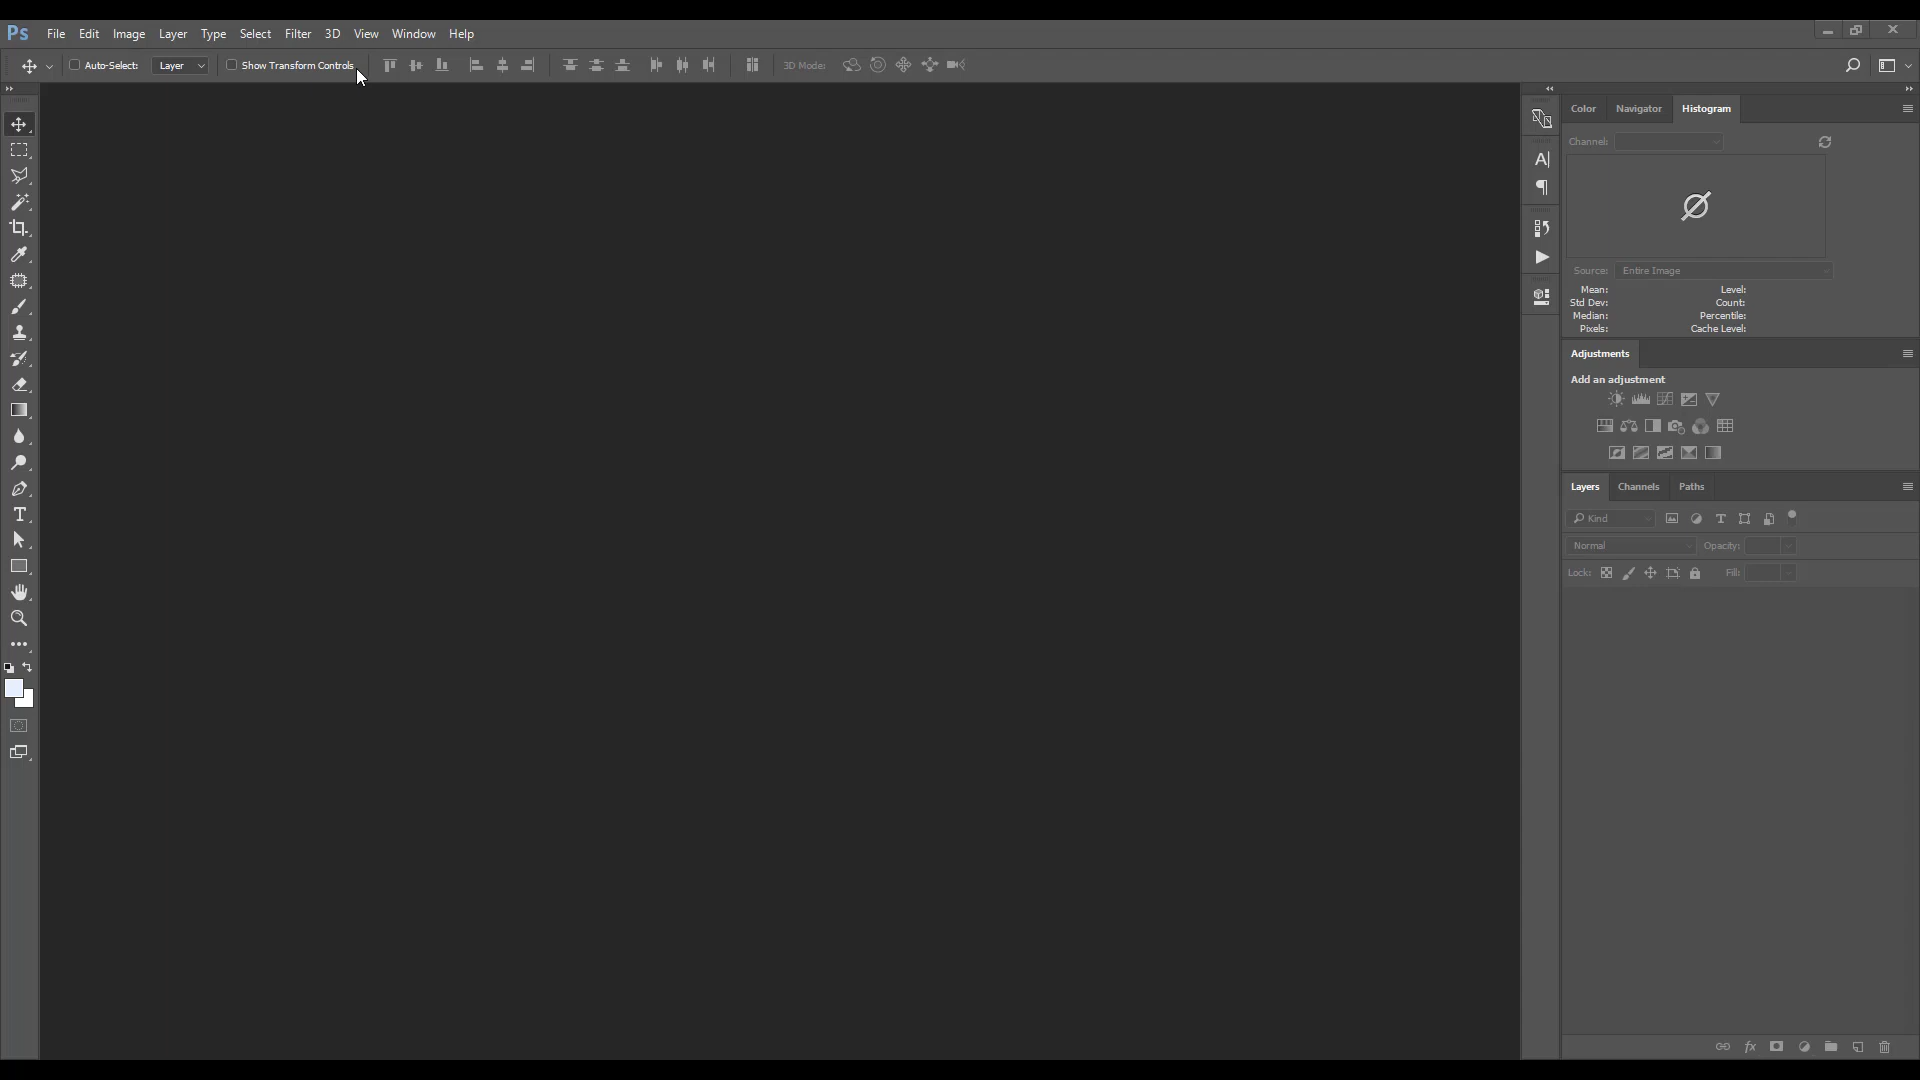 Ps File Edit Image Layer Type Select Filter 3D View Window Help
Auto-Select: Layer Show Transform Controls 3D Mode:
Color Navigator Histogram
Channel:
A
Source: Entire Image
Mean: Level:
Std Dev: Count:
Median: Percentile:
Pixels: Cache Level:
Adjustments
Add an adjustment
Layers Channels Paths
Kind T
Normal Opacity:
T
Lock: Fill:
fx